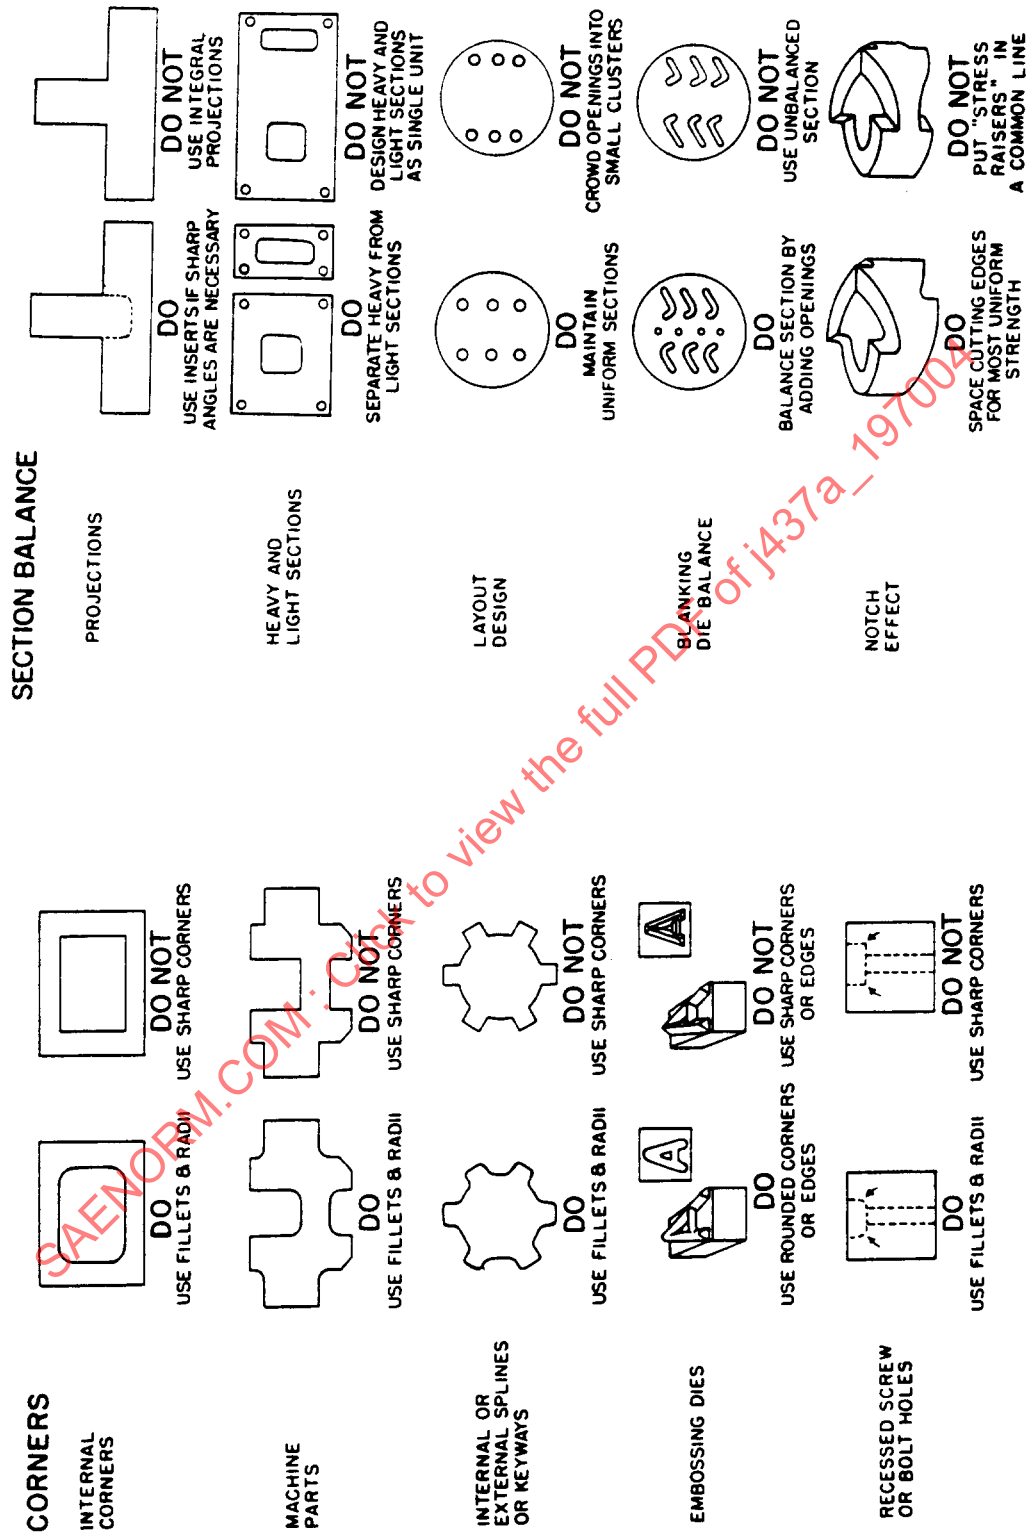 CORNERS
INTERNAL
CORNERS
DO
USE FILLETS & RADII
DO NOT
USE SHARP CORNERS
MACHINE
PARTS
DO
USE FILLETS & RADII
DO NOT
USE SHARP CORNERS
INTERNAL OR
EXTERNAL SPLINES
OR KEYWAYS
DO
USE FILLETS & RADII
DO NOT
USE SHARP CORNERS
EMBOSSING DIES
A
DO
USE ROUNDED CORNERS
OR EDGES
A
DO NOT
USE SHARP CORNERS
OR EDGES
RECESSED SCREW
OR BOLT HOLES
DO
USE FILLETS & RADII
DO NOT
USE SHARP CORNERS
SECTION BALANCE
PROJECTIONS
DO
USE INSERTS IF SHARP
ANGLES ARE NECESSARY
DO NOT
USE INTEGRAL
PROJECTIONS
HEAVY AND
LIGHT SECTIONS
DO
SEPARATE HEAVY FROM
LIGHT SECTIONS
DO NOT
DESIGN HEAVY AND
LIGHT SECTIONS
AS SINGLE UNIT
LAYOUT
DESIGN
DO
MAINTAIN
UNIFORM SECTIONS
DO NOT
CROWD OPENINGS INTO
SMALL CLUSTERS
BLANKING
DIE BALANCE
DO
BALANCE SECTION BY
ADDING OPENINGS
DO NOT
USE UNBALANCED
SECTION
NOTCH
EFFECT
DO
SPACE CUTTING EDGES
FOR MOST UNIFORM
STRENGTH
DO NOT
PUT "STRESS
RAISERS" IN
A COMMON LINE
SAENORM.COM : Click to view the full PDF of j437a_197004